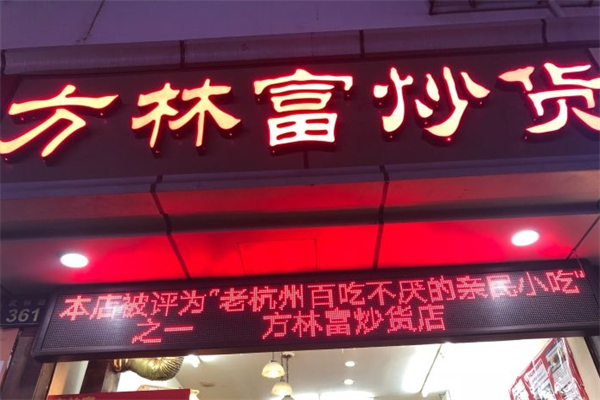 方林富炒货
本店被评为"老杭州百吃不厌的亲民小吃"
之一 方林富炒货店
361